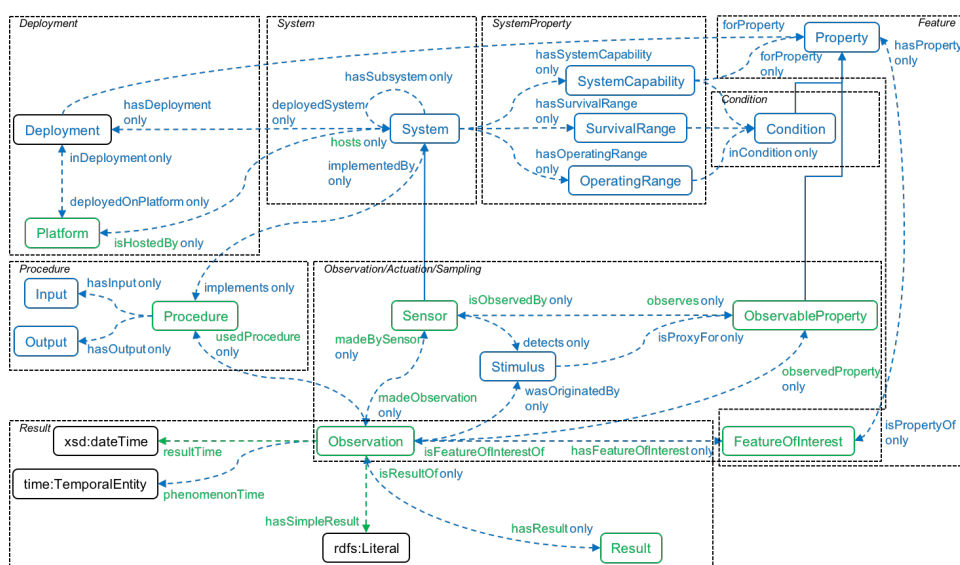 Deployment
System
SystemProperty
Feature
forProperty
Property
hasProperty
only
hasSystemCapability
only
forProperty
only
SystemCapability
hasSubsystem only
hasDeployment
only
deployedSystem
only
hasSurvivalRange
only
Condition
Deployment
System
SurvivalRange
Condition
hosts only
inDeployment only
implementedBy
only
hasOperatingRange
only
inCondition only
OperatingRange
deployedOnPlatform only
Platform
isHostedBy only
Procedure
Observation/Actuation/Sampling
hasInput only
Input
implements only
isObservedBy only
observes only
Procedure
Sensor
ObservableProperty
Output
usedProcedure
only
madeBySensor
only
detects only
isProxyFor only
hasOutput only
Stimulus
observedProperty
only
wasOriginatedBy
only
madeObservation
only
Result
xsd:dateTime
Observation
FeatureOfInterest
isPropertyOf
only
resultTime
isFeatureOfInterestOf
hasFeatureOfInterest only
isResultOf only
time:TemporalEntity
phenomenonTime
hasSimpleResult
hasResult only
rdfs:Literal
Result